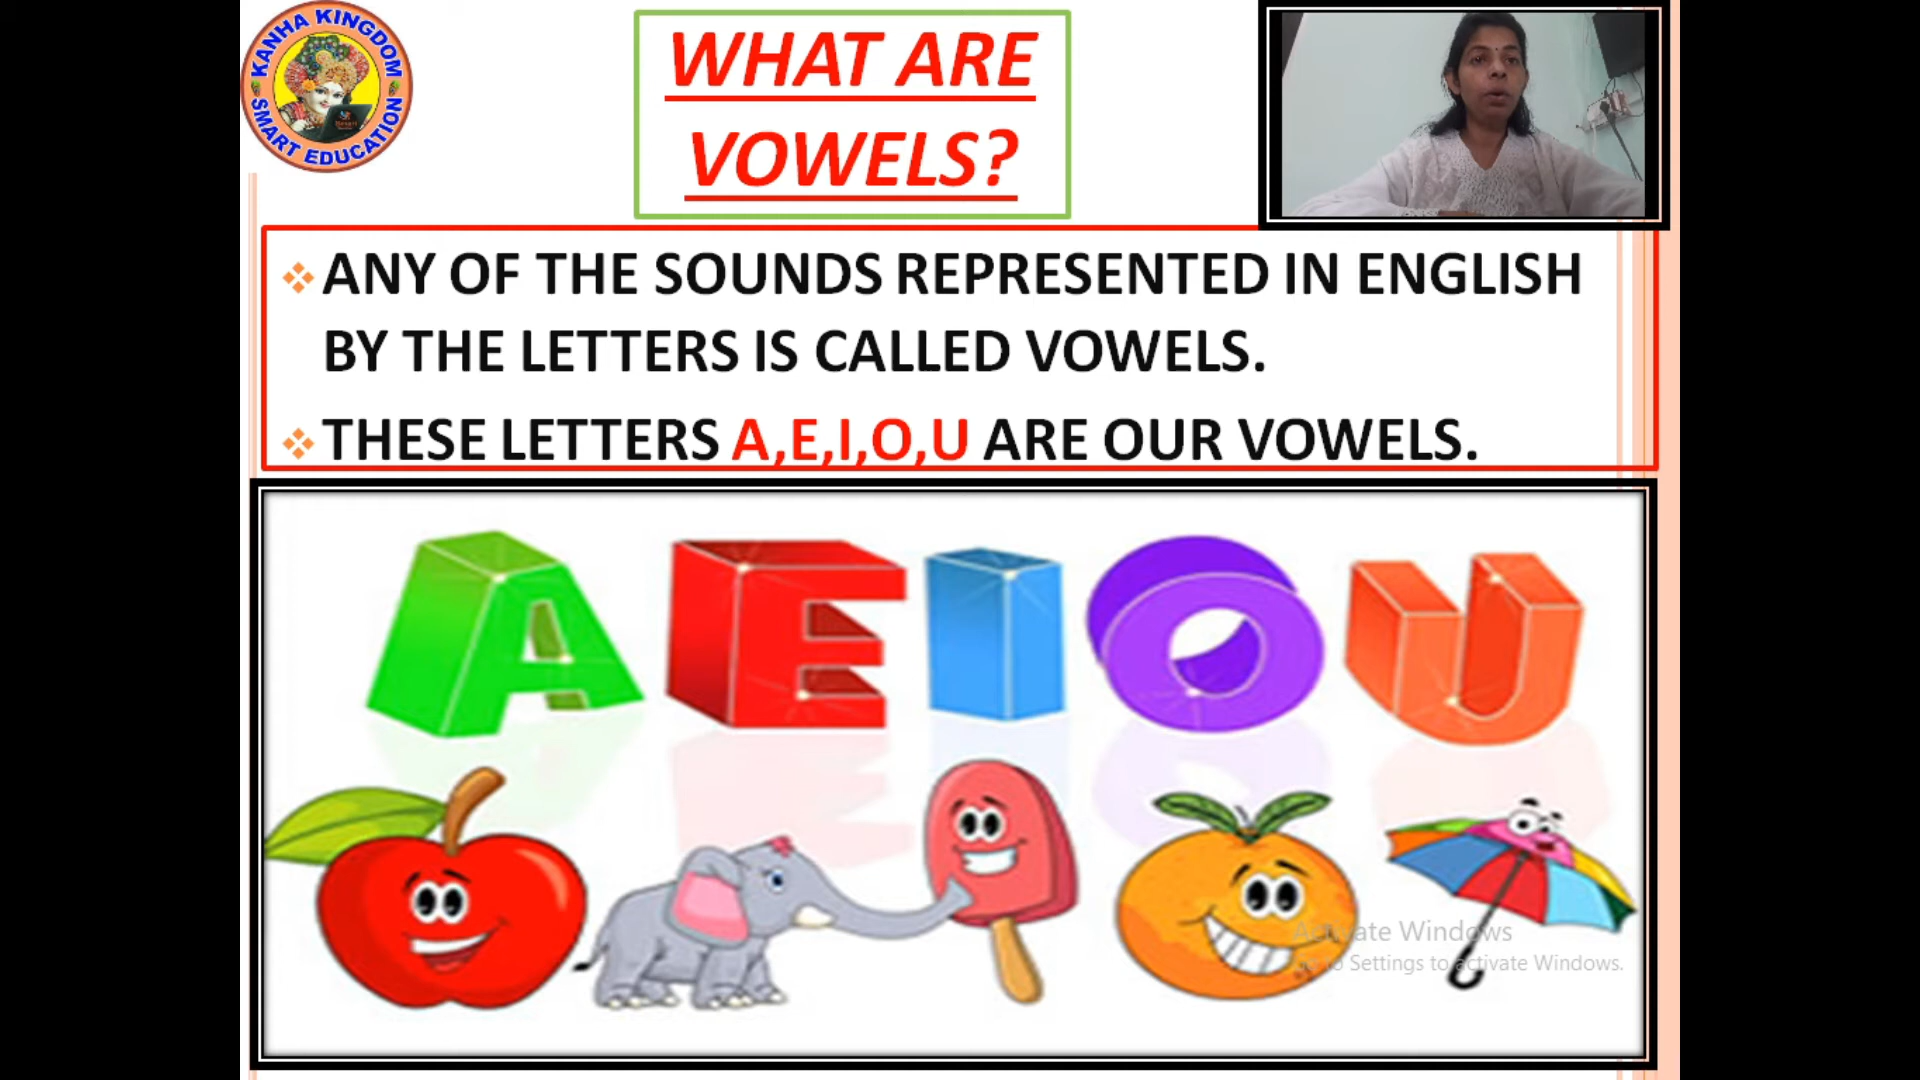 KANHA KINGDOM
SMART EDUCATION
WHAT ARE
VOWELS?
ANY OF THE SOUNDS REPRESENTED IN ENGLISH
BY THE LETTERS IS CALLED VOWELS.
THESE LETTERS A,E,I,O,U ARE OUR VOWELS.
A E I O U
Activate Windows
Go to Settings to activate Windows.